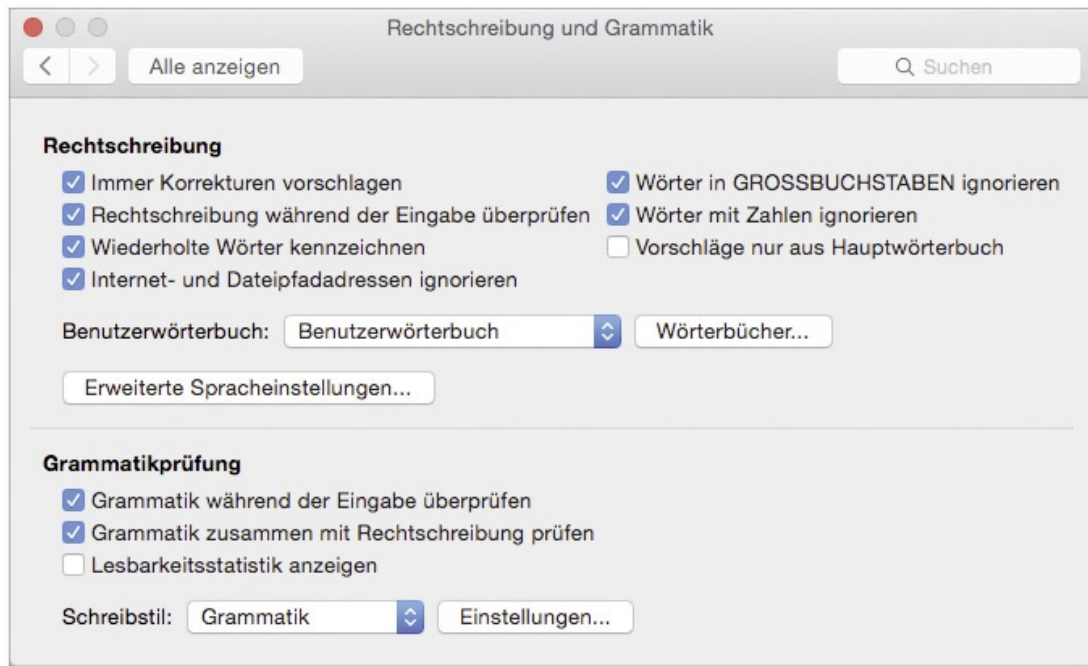 Rechtschreibung und Grammatik
Alle anzeigen
Suchen
Rechtschreibung
Immer Korrekturen vorschlagen
Wörter in GROSSBUCHSTABEN ignorieren
Rechtschreibung während der Eingabe überprüfen
Wörter mit Zahlen ignorieren
Wiederholte Wörter kennzeichnen
Vorschläge nur aus Hauptwörterbuch
Internet- und Dateipfadadressen ignorieren
Benutzerwörterbuch: Benutzerwörterbuch Wörterbücher...
Erweiterte Spracheinstellungen...
Grammatikprüfung
Grammatik während der Eingabe überprüfen
Grammatik zusammen mit Rechtschreibung prüfen
Lesbarkeitsstatistik anzeigen
Schreibstil: Grammatik Einstellungen...